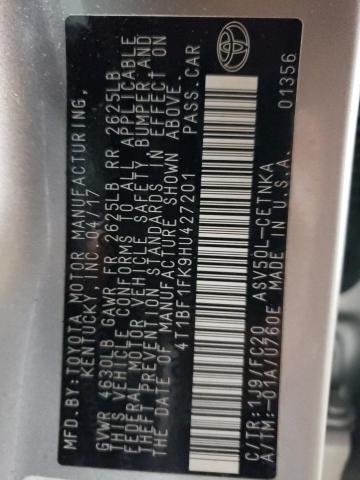 MFD. BY: TOYOTA MOTOR MANUFACTURING,
KENTUCKY, INC. 04/17
GVWR 4630LB GAWR FR 2625LB RR 2625LB
THIS VEHICLE CONFORMS TO ALL APPLICABLE
FEDERAL MOTOR VEHICLE SAFETY, BUMPER AND
THEFT PREVENTION STANDARDS IN EFFECT ON
THE DATE OF MANUFACTURE SHOWN ABOVE.
4T1BF1FK9HU427201 PASS.CAR
C/TR: 1J9/FC20 ASV50L-CETNKA
A/TM:-01A/U760E MADE IN U.S.A.
01356